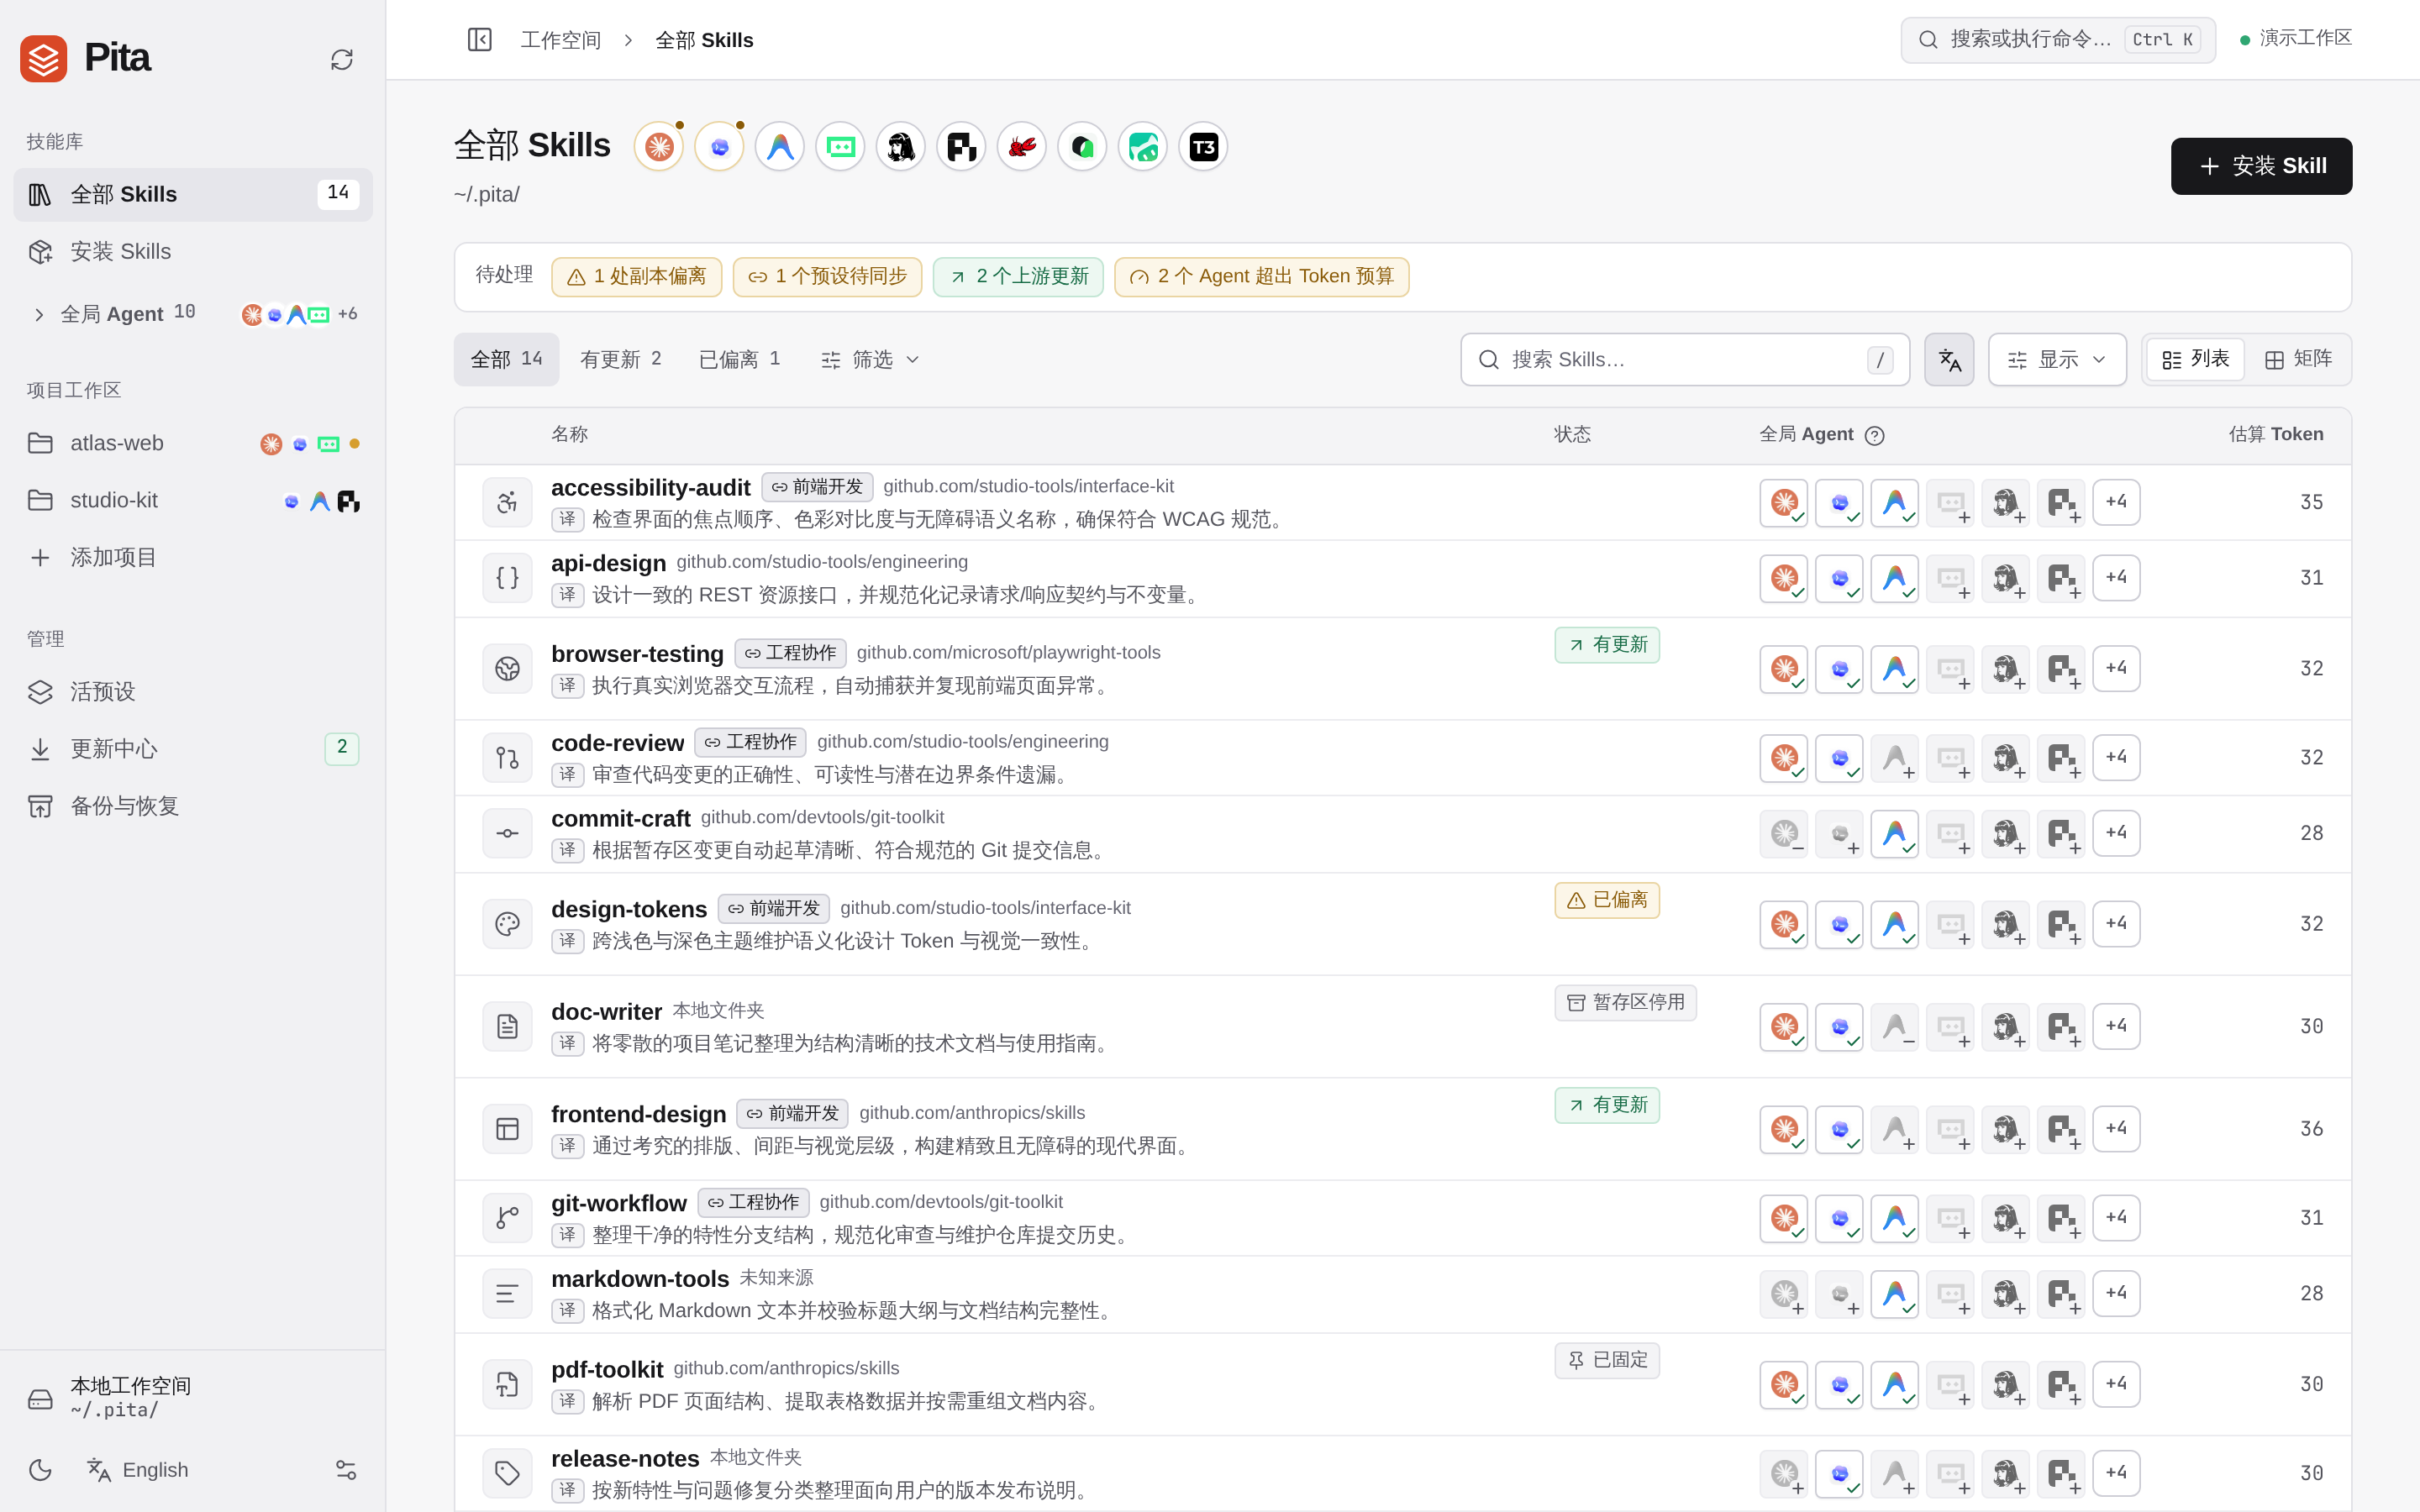 Pita
技能库
全部 Skills 14
安装 Skills
全局 Agent 10 +6
项目工作区
atlas-web
studio-kit
添加项目
管理
活预设
更新中心 2
备份与恢复
本地工作空间
~/.pita/
English
工作空间 全部 Skills
搜索或执行命令… Ctrl K
演示工作区
全部 Skills
T3
~/.pita/
安装 Skill
待处理 1 处副本偏离 1 个预设待同步 2 个上游更新 2 个 Agent 超出 Token 预算
全部 14 有更新 2 已偏离 1 筛选
搜索 Skills… /
显示 列表 矩阵
名称 状态 全局 Agent 估算 Token
accessibility-audit 前端开发 github.com/studio-tools/interface-kit
译 检查界面的焦点顺序、色彩对比度与无障碍语义名称，确保符合 WCAG 规范。
+4 35
api-design github.com/studio-tools/engineering
译 设计一致的 REST 资源接口，并规范化记录请求/响应契约与不变量。
+4 31
browser-testing 工程协作 github.com/microsoft/playwright-tools
译 执行真实浏览器交互流程，自动捕获并复现前端页面异常。
有更新
+4 32
code-review 工程协作 github.com/studio-tools/engineering
译 审查代码变更的正确性、可读性与潜在边界条件遗漏。
+4 32
commit-craft github.com/devtools/git-toolkit
译 根据暂存区变更自动起草清晰、符合规范的 Git 提交信息。
+4 28
design-tokens 前端开发 github.com/studio-tools/interface-kit
译 跨浅色与深色主题维护语义化设计 Token 与视觉一致性。
已偏离
+4 32
doc-writer 本地文件夹
译 将零散的项目笔记整理为结构清晰的技术文档与使用指南。
暂存区停用
+4 30
frontend-design 前端开发 github.com/anthropics/skills
译 通过考究的排版、间距与视觉层级，构建精致且无障碍的现代界面。
有更新
+4 36
git-workflow 工程协作 github.com/devtools/git-toolkit
译 整理干净的特性分支结构，规范化审查与维护仓库提交历史。
+4 31
markdown-tools 未知来源
译 格式化 Markdown 文本并校验标题大纲与文档结构完整性。
+4 28
pdf-toolkit github.com/anthropics/skills
译 解析 PDF 页面结构、提取表格数据并按需重组文档内容。
已固定
+4 30
release-notes 本地文件夹
译 按新特性与问题修复分类整理面向用户的版本发布说明。
+4 30